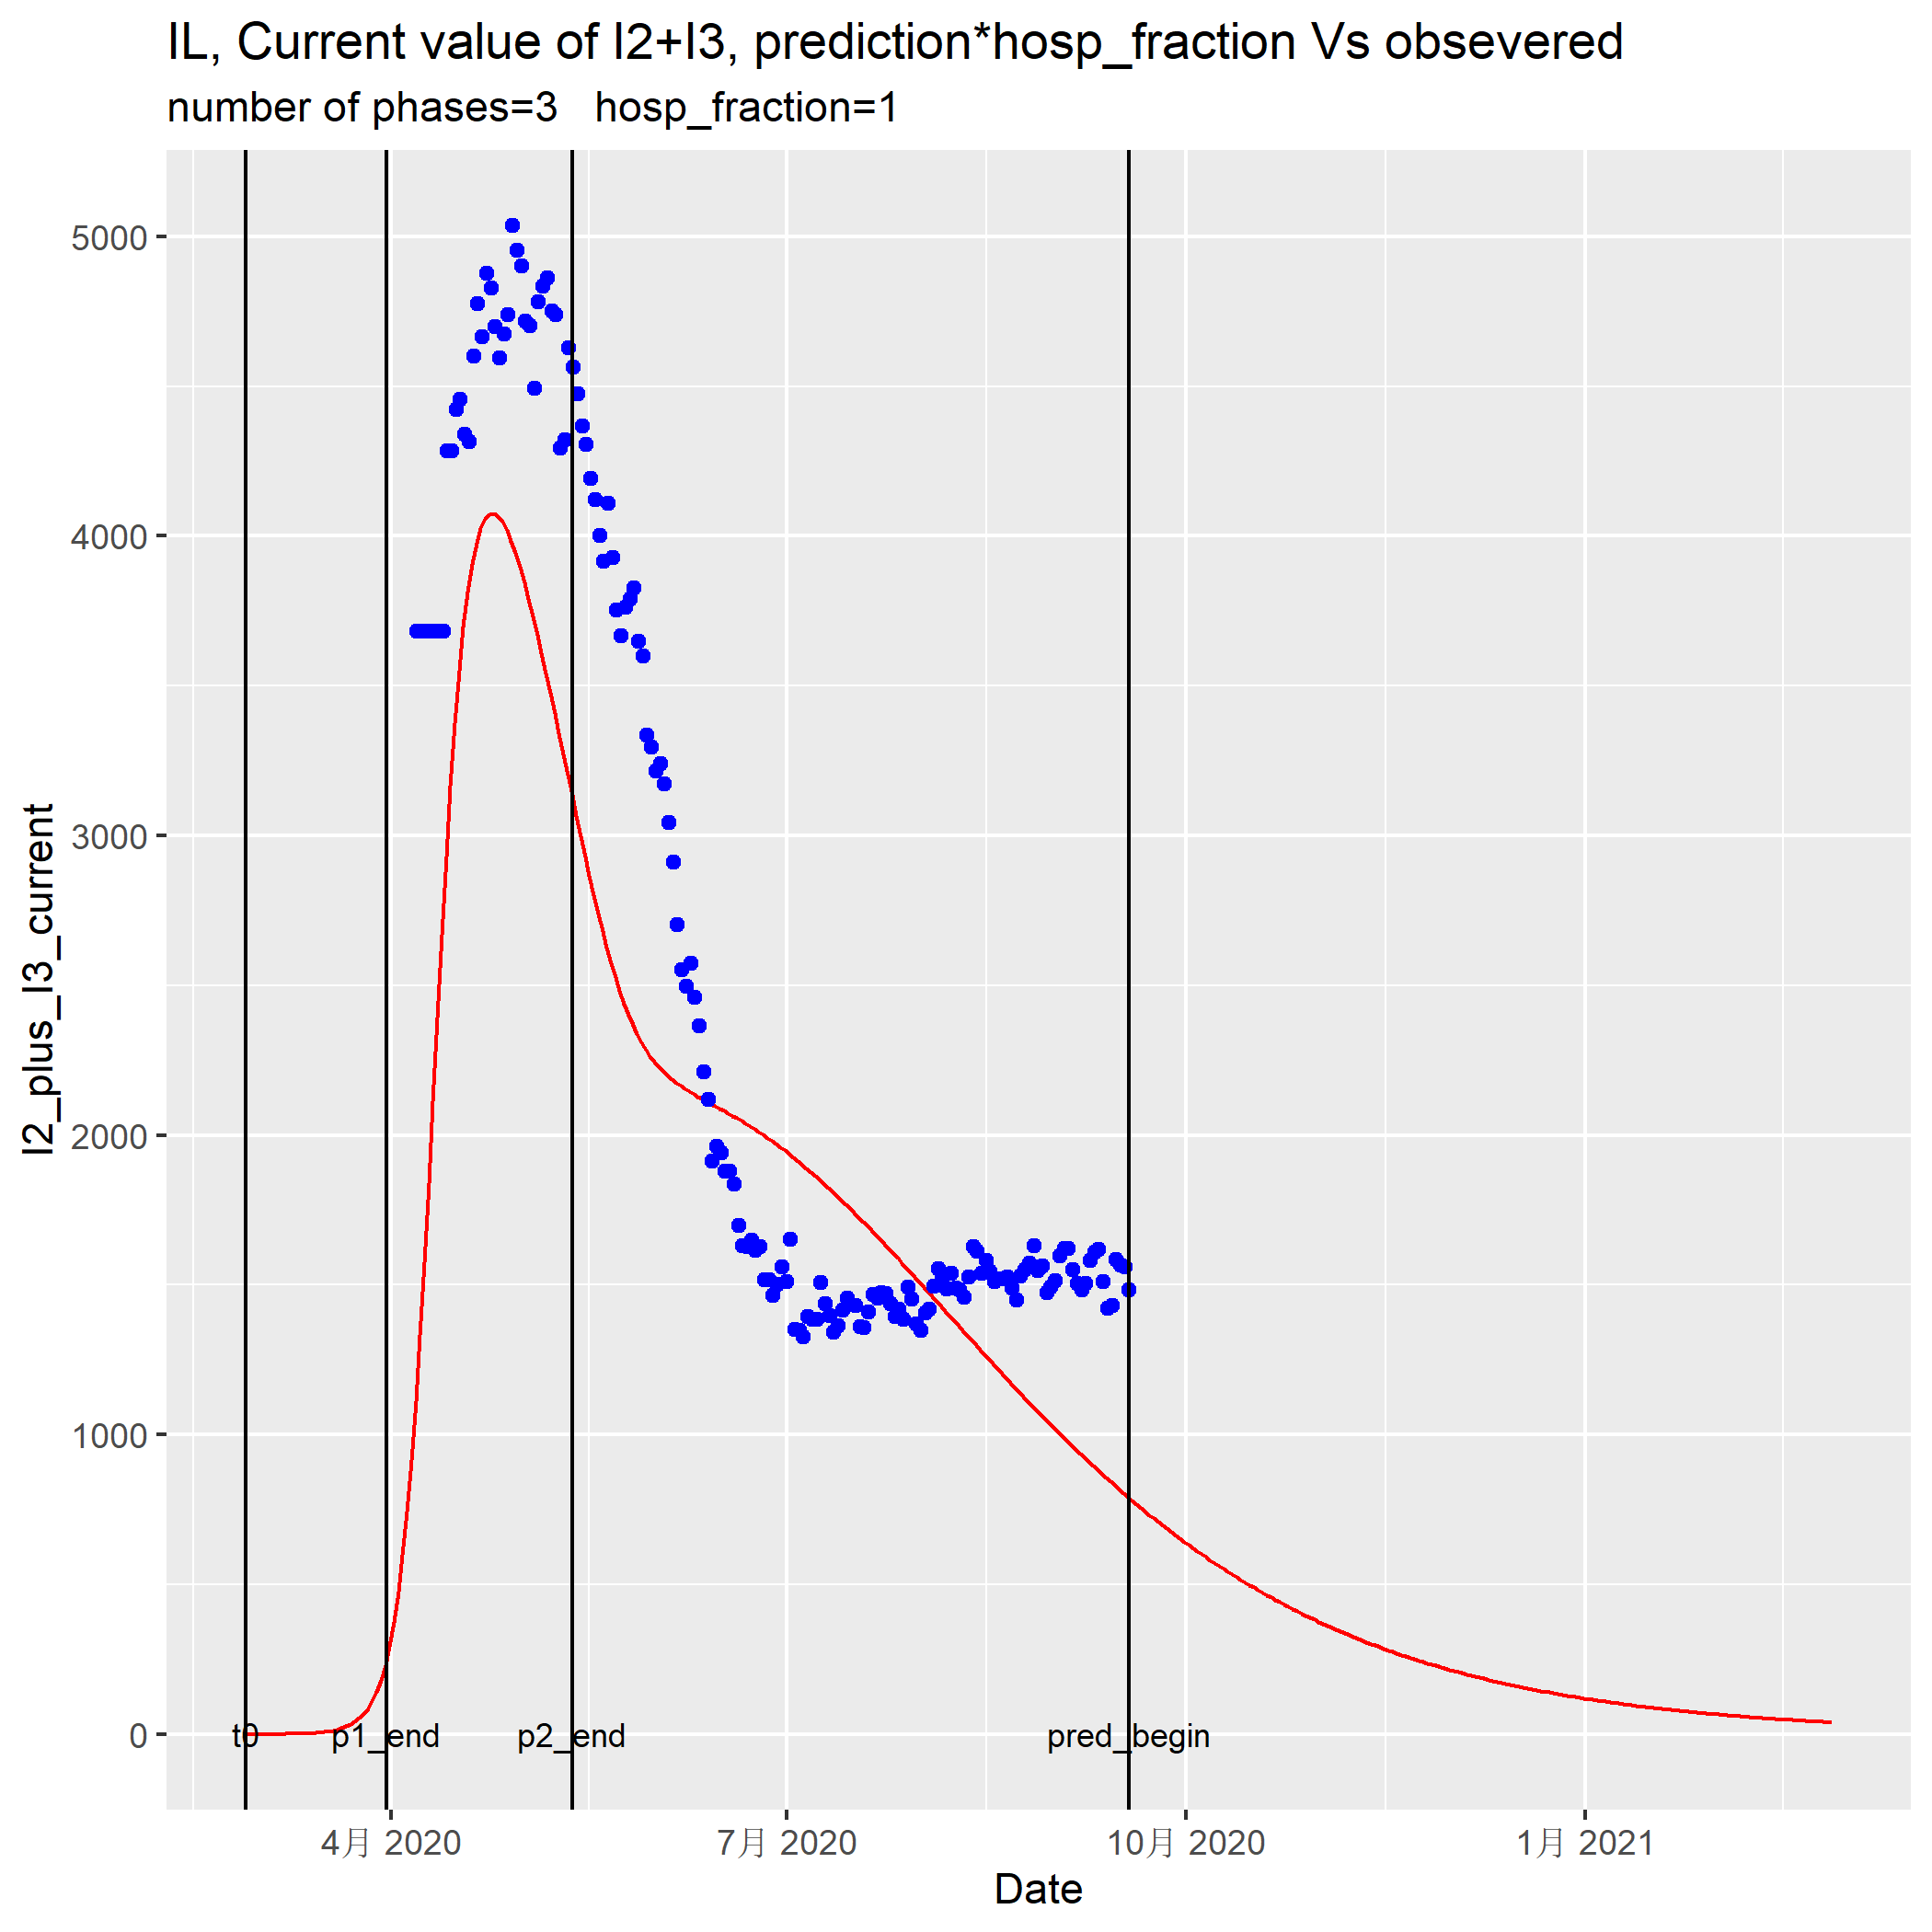 IL, Current value of I2+I3, prediction*hosp_fraction Vs obsevered
number of phases=3   hosp_fraction=1
I2_plus_I3_current
5000
4000
3000
2000
1000
0
t0
p1_end
p2_end
pred_begin
4月 2020
7月 2020
10月 2020
1月 2021
Date